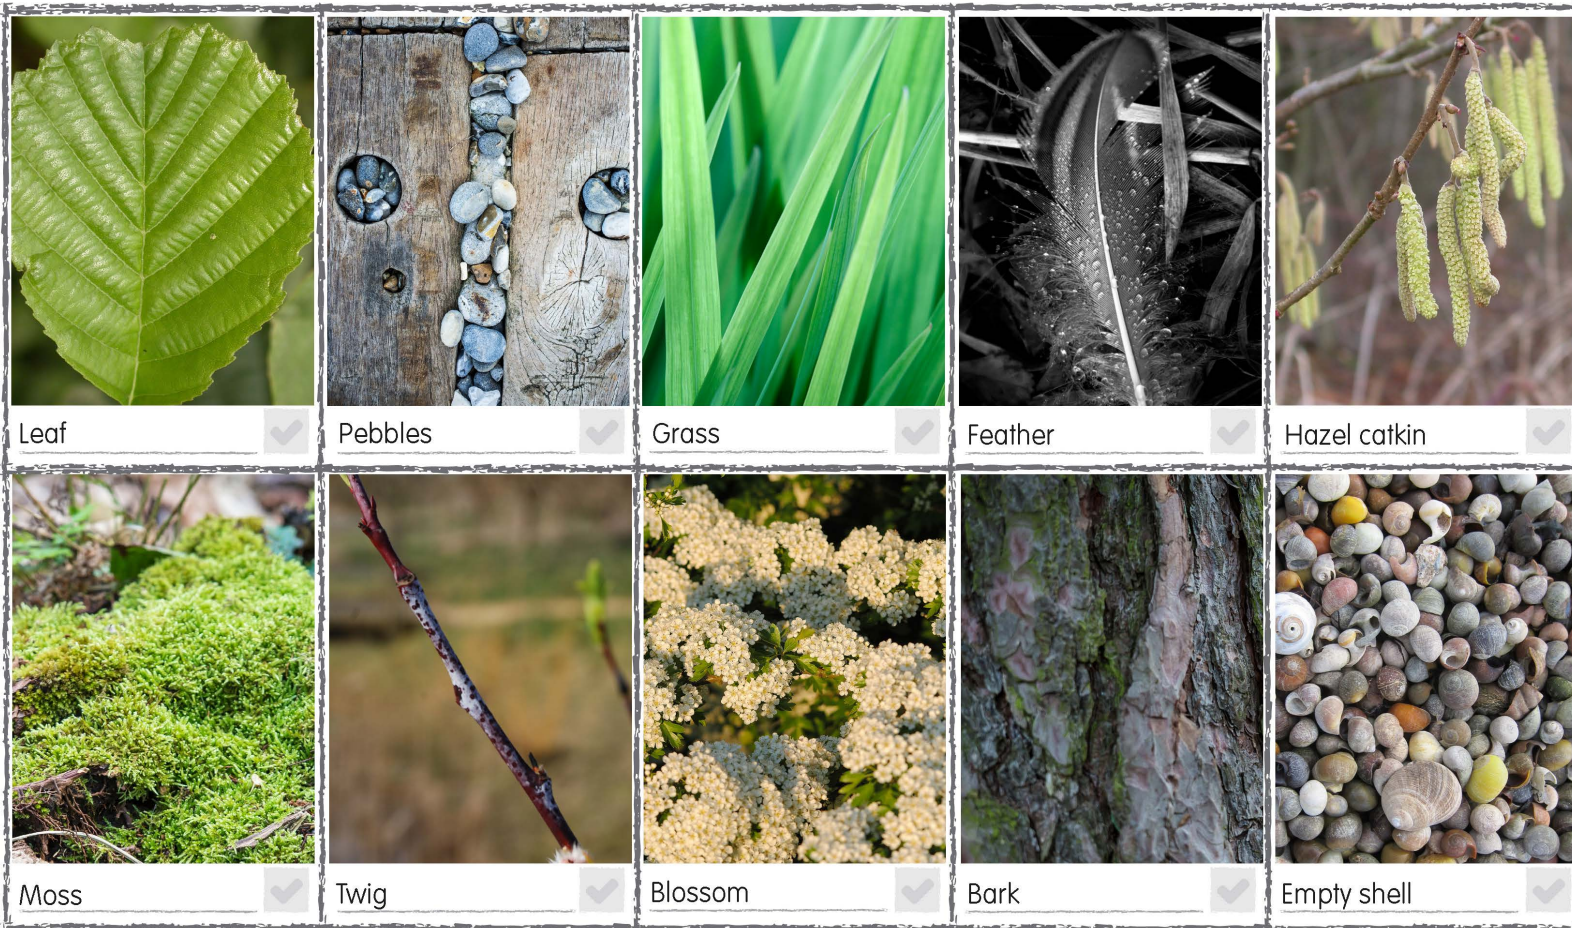 Leaf
Pebbles
Grass
Feather
Hazel catkin
Moss
Twig
Blossom
Bark
Empty shell